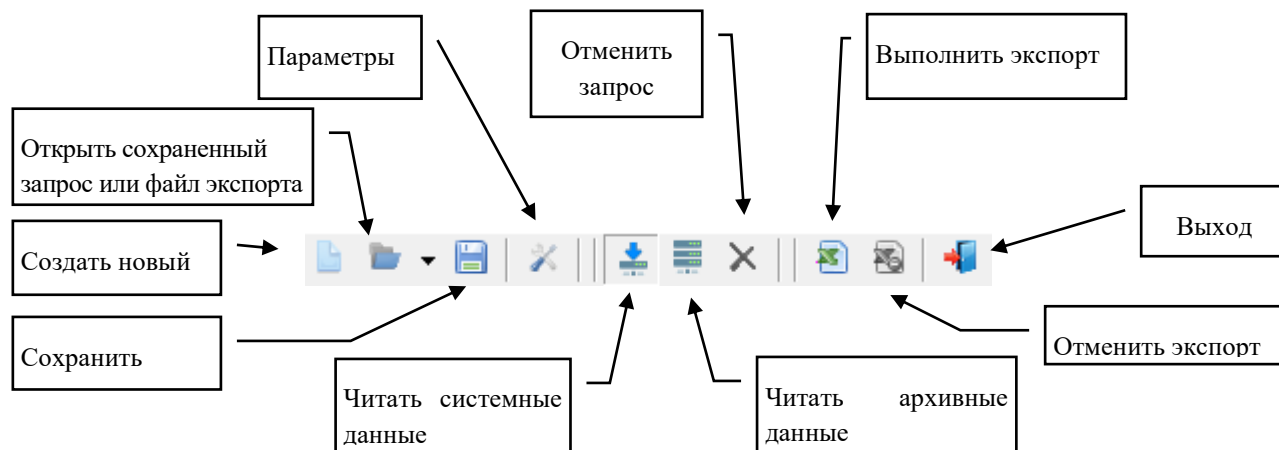 Параметры
Отменить
запрос
Выполнить экспорт
Открыть сохраненный
запрос или файл экспорта
Создать новый
Выход
Сохранить
Отменить экспорт
Читать системные
данные
Читать архивные
данные